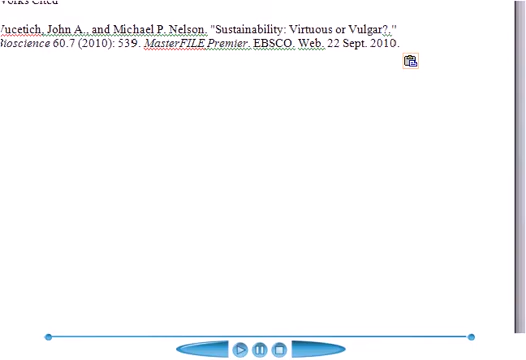 Works Cited
Vucetich, John A., and Michael P. Nelson. "Sustainability: Virtuous or Vulgar?."
Bioscience 60.7 (2010): 539. MasterFILE Premier. EBSCO. Web. 22 Sept. 2010.